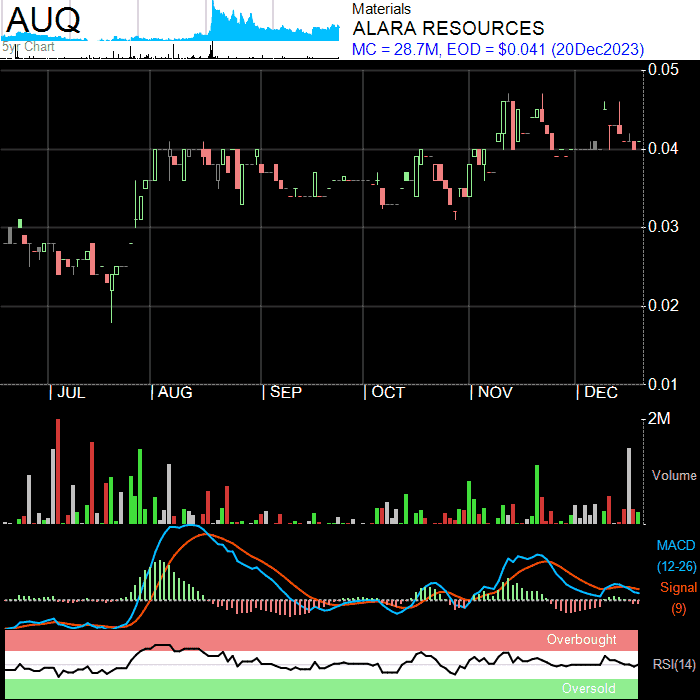 AUQ
5yr Chart
Materials
ALARA RESOURCES
MC = 28.7M, EOD = $0.041 (20Dec2023)
0.05
0.04
0.03
0.02
0.01
JUL AUG SEP OCT NOV DEC
2M
Volume
MACD
(12-26)
Signal
(9)
Overbought
RSI(14)
Oversold